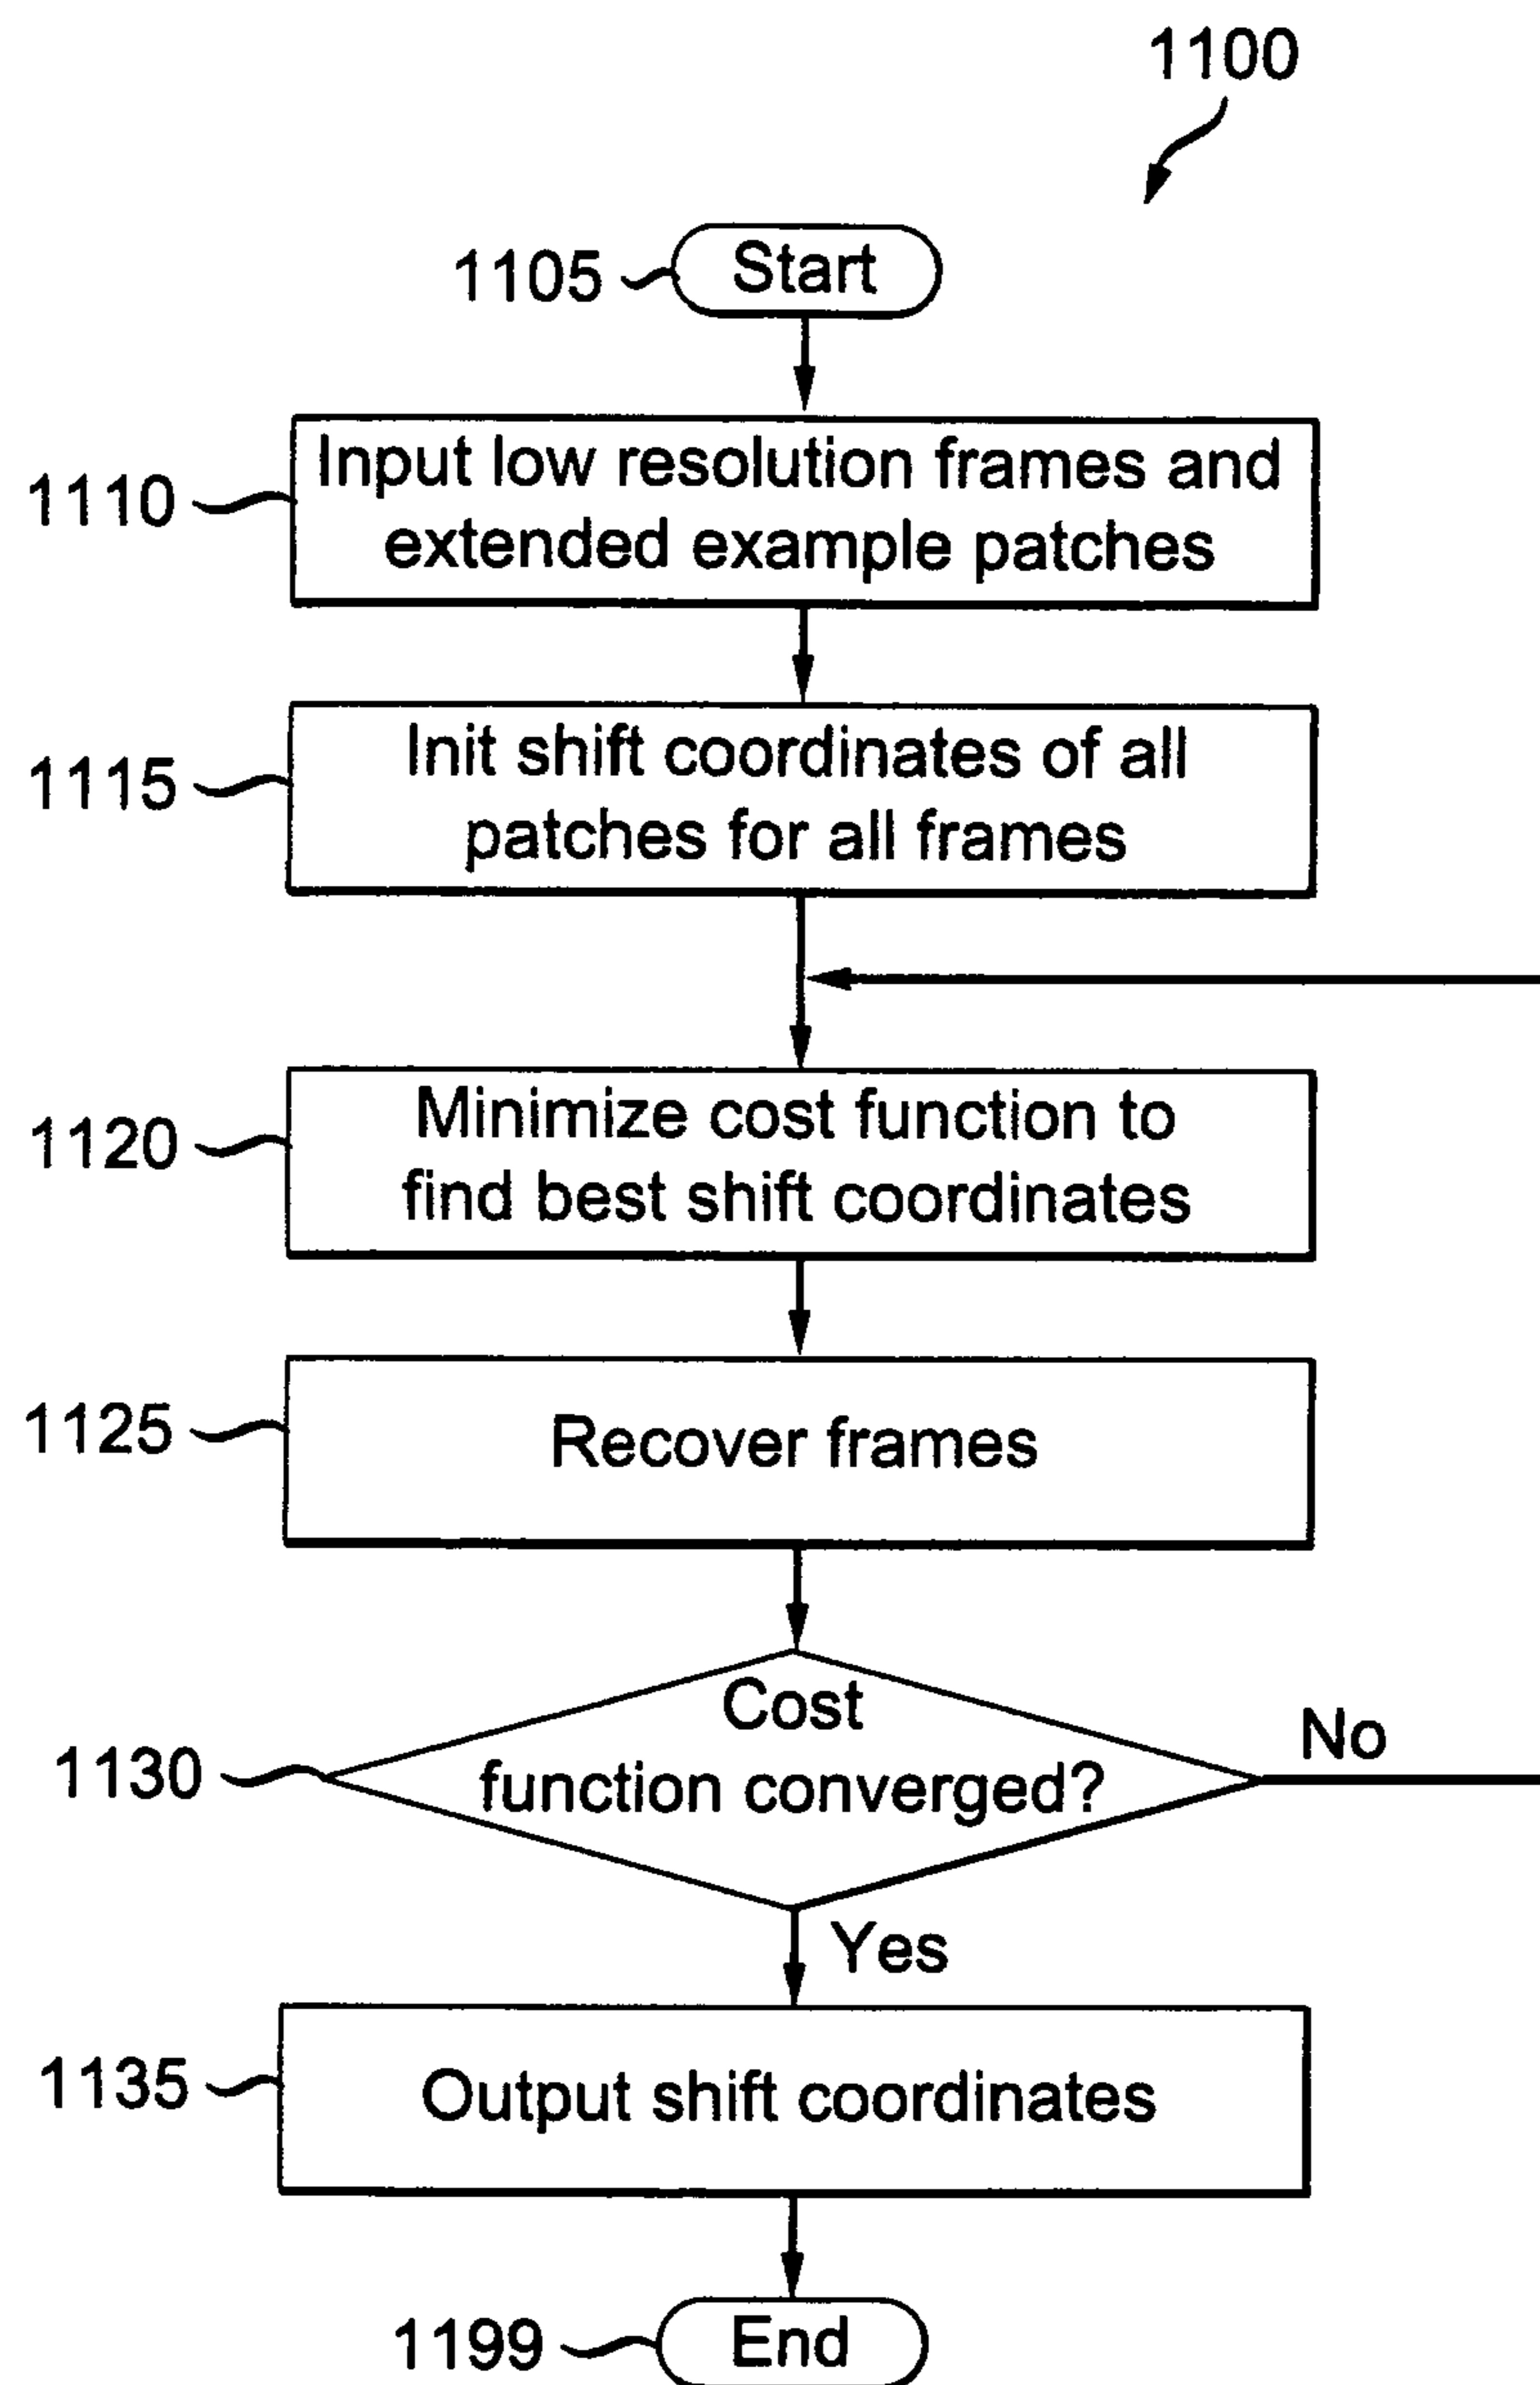 1100
1105
Start
1110
Input low resolution frames and
extended example patches
1115
Init shift coordinates of all
patches for all frames
1120
Minimize cost function to
find best shift coordinates
1125
Recover frames
1130
Cost
function converged?
No
Yes
1135
Output shift coordinates
1199
End